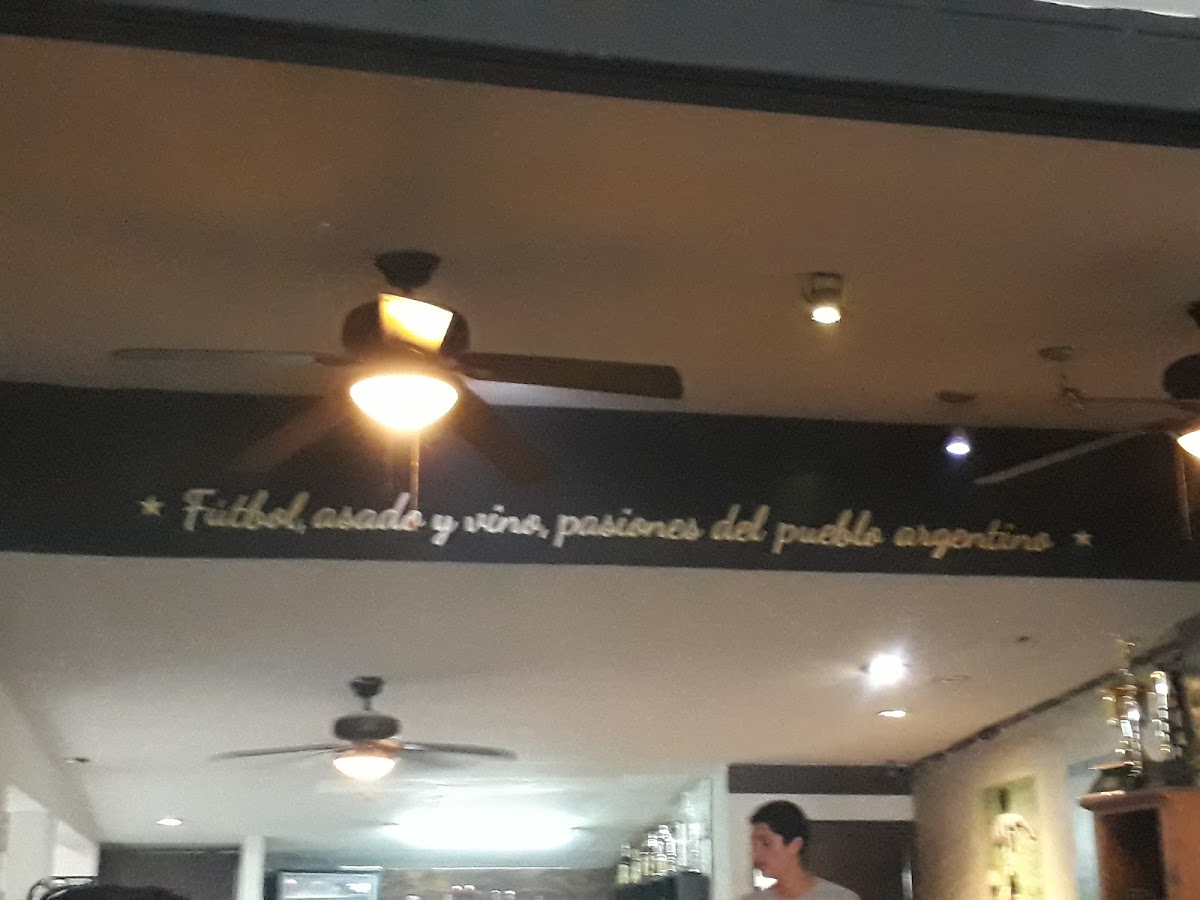 Fútbol, asado y vino, pasiones del pueblo argentino